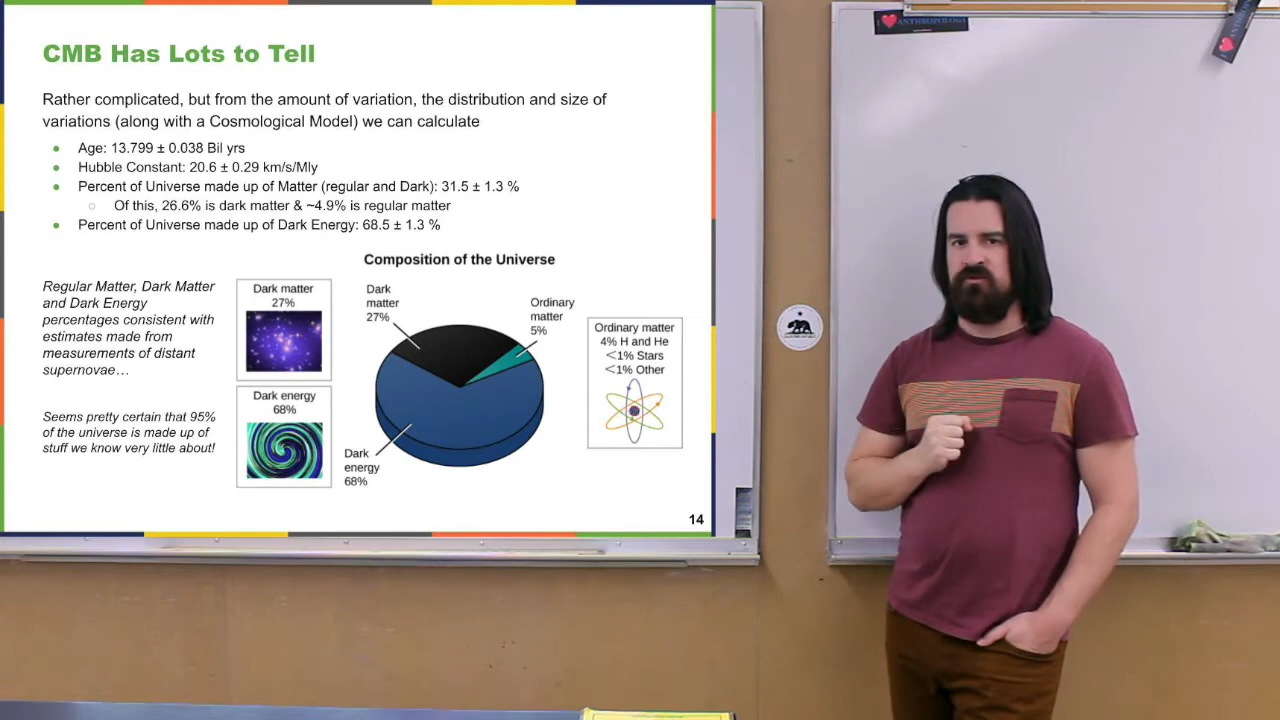 CMB Has Lots to Tell
Rather complicated, but from the amount of variation, the distribution and size of
variations (along with a Cosmological Model) we can calculate
● Age: 13.799 ± 0.038 Bil yrs
● Hubble Constant: 20.6 ± 0.29 km/s/Mly
● Percent of Universe made up of Matter (regular and Dark): 31.5 ± 1.3 %
○ Of this, 26.6% is dark matter & ~4.9% is regular matter
● Percent of Universe made up of Dark Energy: 68.5 ± 1.3 %
Regular Matter, Dark Matter
and Dark Energy
percentages consistent with
estimates made from
measurements of distant
supernovae…
Seems pretty certain that 95%
of the universe is made up of
stuff we know very little about!
Composition of the Universe
Dark matter
27%
Dark energy
68%
Dark
matter
27%
Ordinary
matter
5%
Dark
energy
68%
Ordinary matter
4% H and He
<1% Stars
<1% Other
14
I ❤ ANTHROPOLOGY